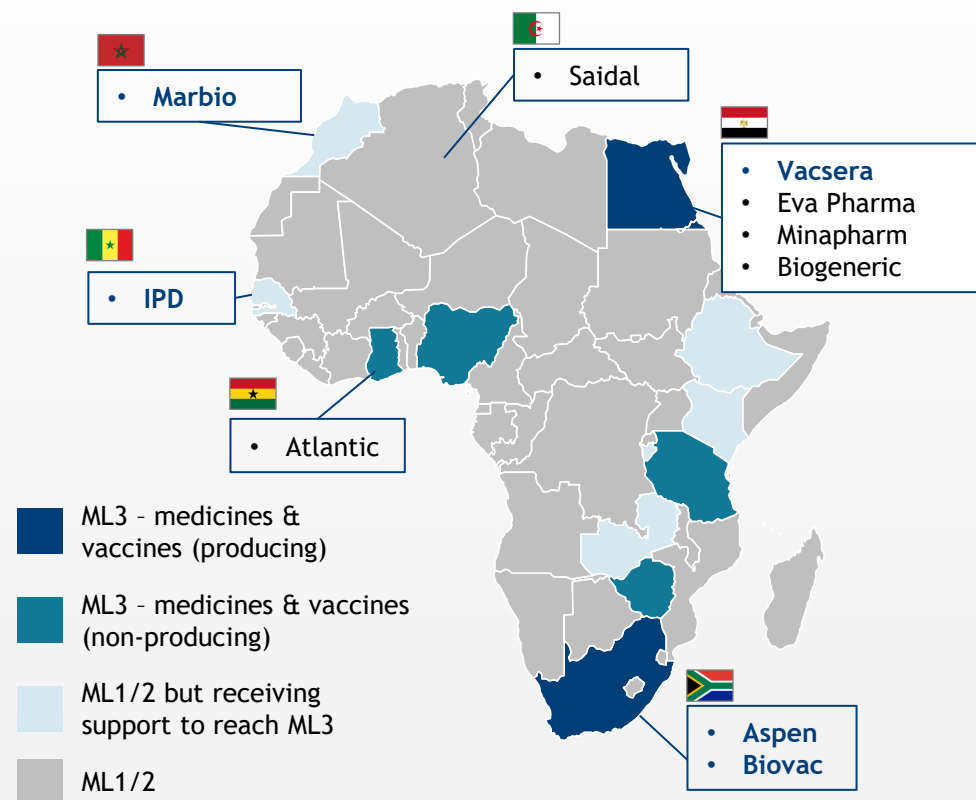 • Saidal
• Marbio
• Vacsera
• Eva Pharma
• Minapharm
• Biogeneric
• IPD
• Atlantic
ML3 – medicines &
vaccines (producing)
ML3 – medicines & vaccines
(non-producing)
ML1/2 but receiving
support to reach ML3
ML1/2
• Aspen
• Biovac